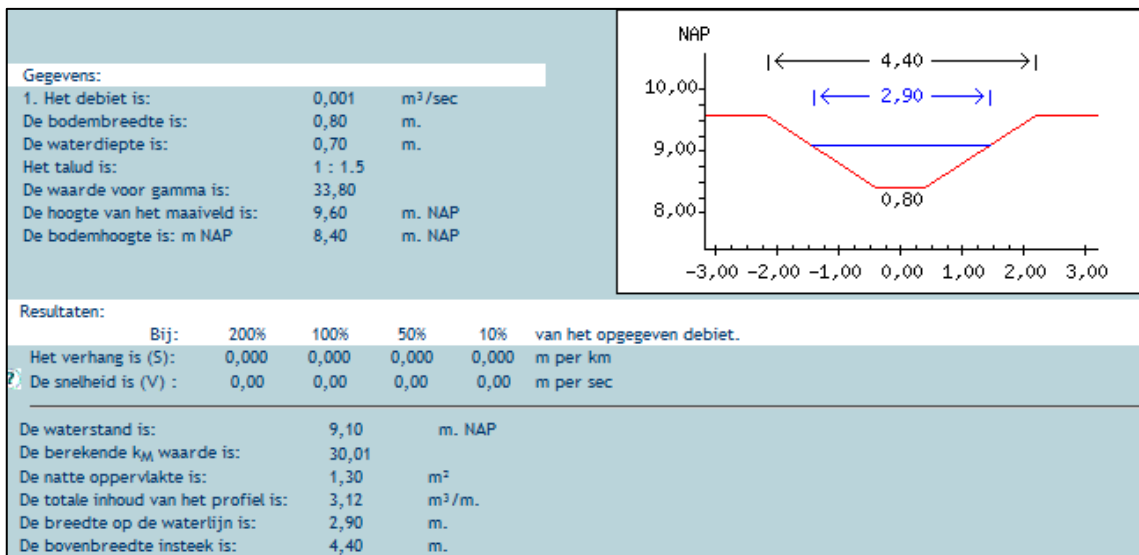 Gegevens:
1. Het debiet is: 0,001 m³/sec
De bodembreedte is: 0,80 m.
De waterdiepte is: 0,70 m.
Het talud is: 1 : 1.5
De waarde voor gamma is: 33,80
De hoogte van het maaiveld is: 9,60 m. NAP
De bodemhoogte is: m NAP 8,40 m. NAP
NAP
4,40
10,00
2,90
9,00
0,80
8,00
-3,00 -2,00 -1,00 0,00 1,00 2,00 3,00
Resultaten:
Bij: 200% 100% 50% 10% van het opgegeven debiet.
Het verhang is (S): 0,000 0,000 0,000 0,000 m per km
? De snelheid is (V) : 0,00 0,00 0,00 0,00 m per sec
De waterstand is: 9,10 m. NAP
De berekende kM waarde is: 30,01
De natte oppervlakte is: 1,30 m²
De totale inhoud van het profiel is: 3,12 m³/m.
De breedte op de waterlijn is: 2,90 m.
De bovenbreedte insteek is: 4,40 m.